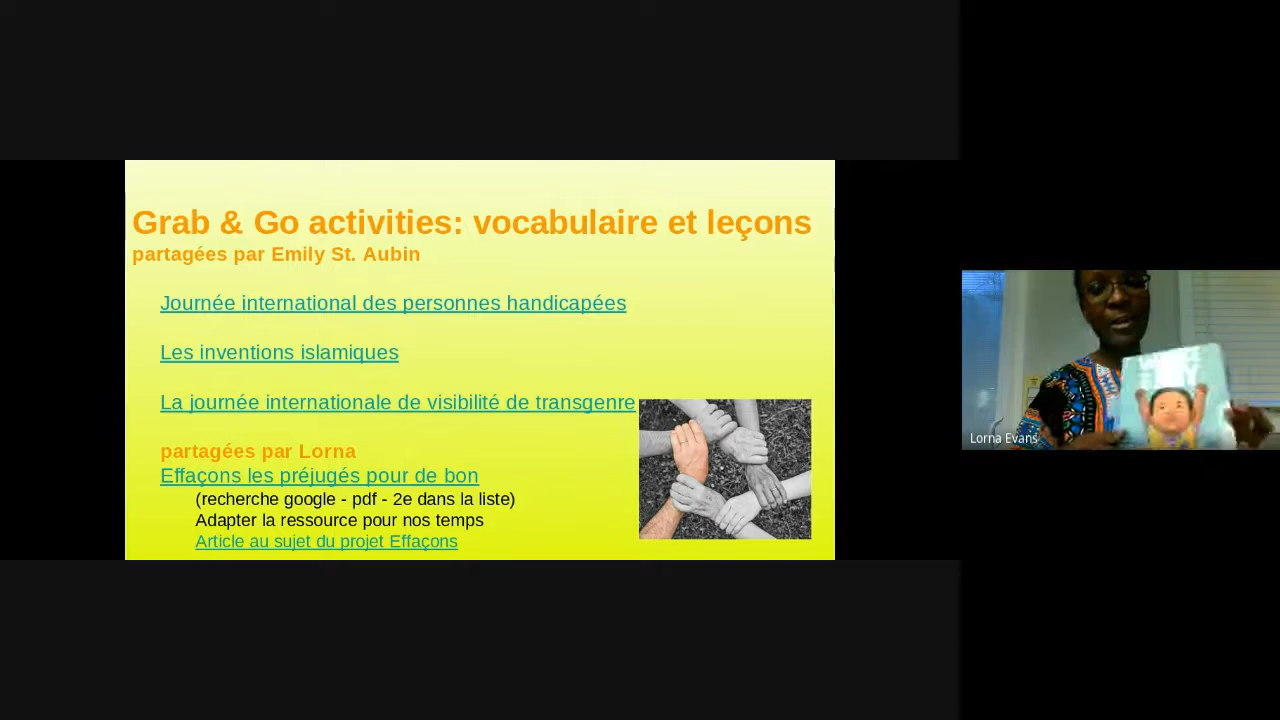 Grab & Go activities: vocabulaire et leçons
partagées par Emily St. Aubin
Journée international des personnes handicapées
Les inventions islamiques
La journée internationale de visibilité de transgenre
partagées par Lorna
Effaçons les préjugés pour de bon
(recherche google - pdf - 2e dans la liste)
Adapter la ressource pour nos temps
Article au sujet du projet Effaçons
Lorna Evans